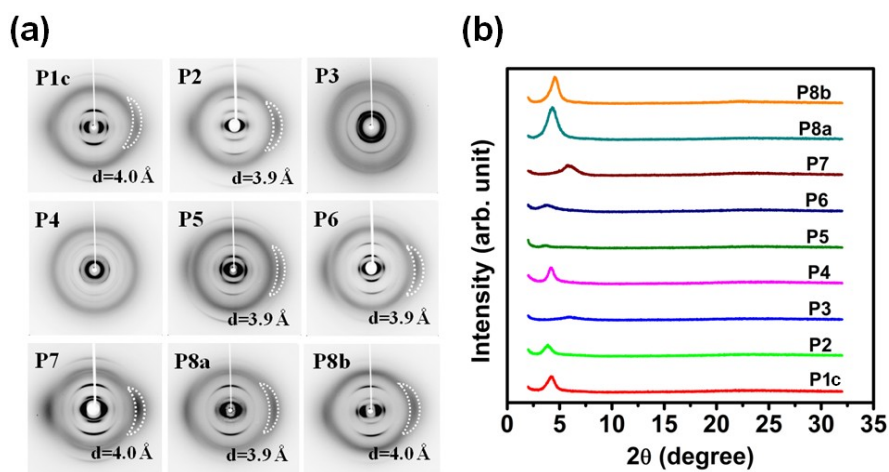 (a)
P1c
d=4.0 Å
P2
d=3.9 Å
P3
P4
P5
d=3.9 Å
P6
d=3.9 Å
P7
d=4.0 Å
P8a
d=3.9 Å
P8b
d=4.0 Å
(b)
Intensity (arb. unit)
P8b
P8a
P7
P6
P5
P4
P3
P2
P1c
0 5 10 15 20 25 30 35
2θ (degree)